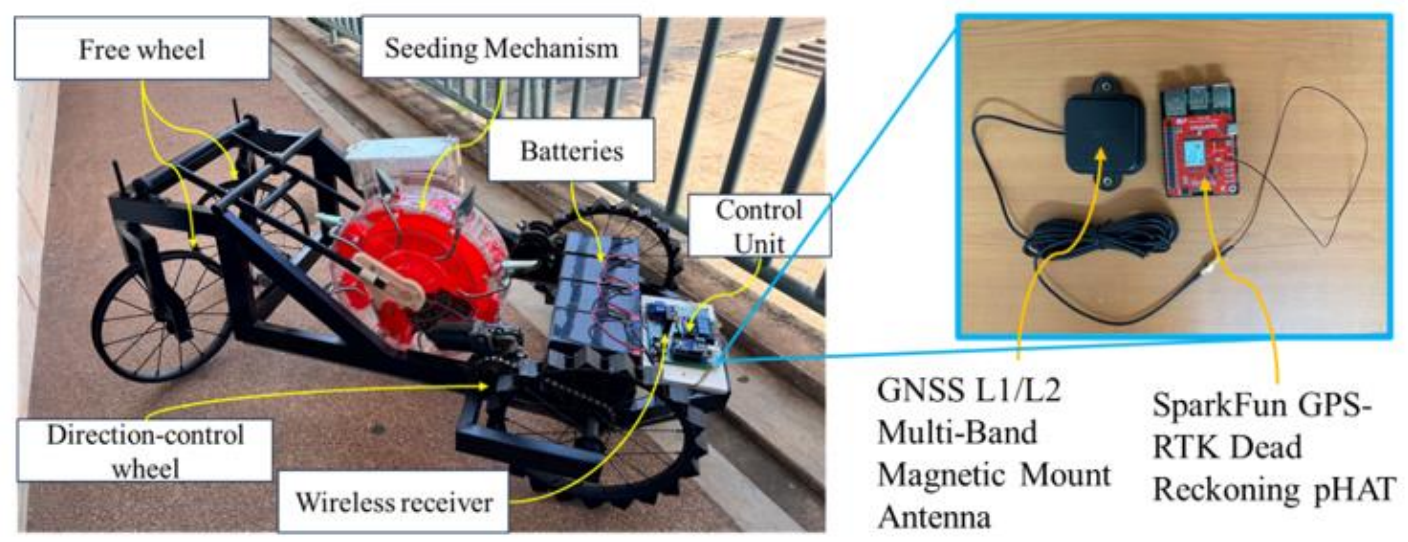 Free wheel
Seeding Mechanism
Batteries
Control
Unit
Direction-control
wheel
Wireless receiver
GNSS L1/L2
Multi-Band
Magnetic Mount
Antenna
SparkFun GPS-
RTK Dead
Reckoning pHAT